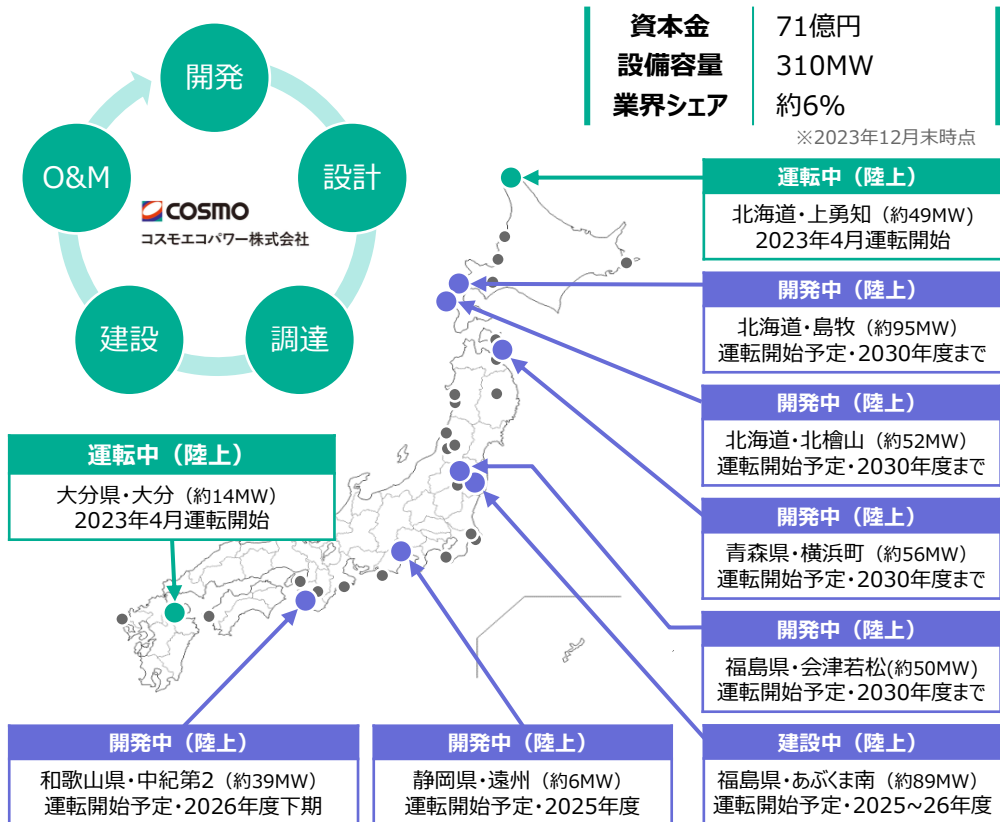 資本金 71億円
設備容量 310MW
業界シェア 約6%
※2023年12月末時点
開発
設計
調達
建設
O&M
COSMO
コスモエコパワー株式会社
運転中（陸上）
北海道・上勇知（約49MW）
2023年4月運転開始
開発中（陸上）
北海道・島牧（約95MW）
運転開始予定・2030年度まで
開発中（陸上）
北海道・北檜山（約52MW）
運転開始予定・2030年度まで
開発中（陸上）
青森県・横浜町（約56MW）
運転開始予定・2030年度まで
開発中（陸上）
福島県・会津若松(約50MW)
運転開始予定・2030年度まで
建設中（陸上）
福島県・あぶくま南（約89MW）
運転開始予定・2025~26年度
運転中（陸上）
大分県・大分（約14MW）
2023年4月運転開始
開発中（陸上）
和歌山県・中紀第2（約39MW）
運転開始予定・2026年度下期
開発中（陸上）
静岡県・遠州（約6MW）
運転開始予定・2025年度